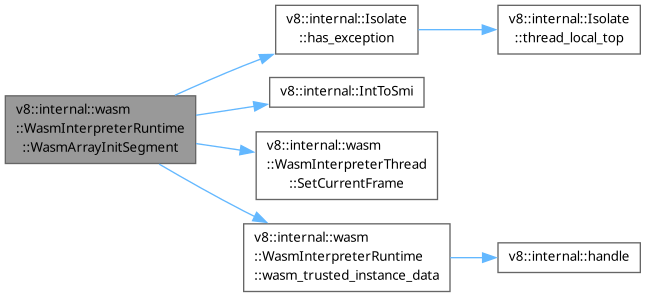 v8::internal::wasm
::WasmInterpreterRuntime
::WasmArrayInitSegment
v8::internal::Isolate
::has_exception
v8::internal::Isolate
::thread_local_top
v8::internal::IntToSmi
v8::internal::wasm
::WasmInterpreterThread
::SetCurrentFrame
v8::internal::wasm
::WasmInterpreterRuntime
::wasm_trusted_instance_data
v8::internal::handle